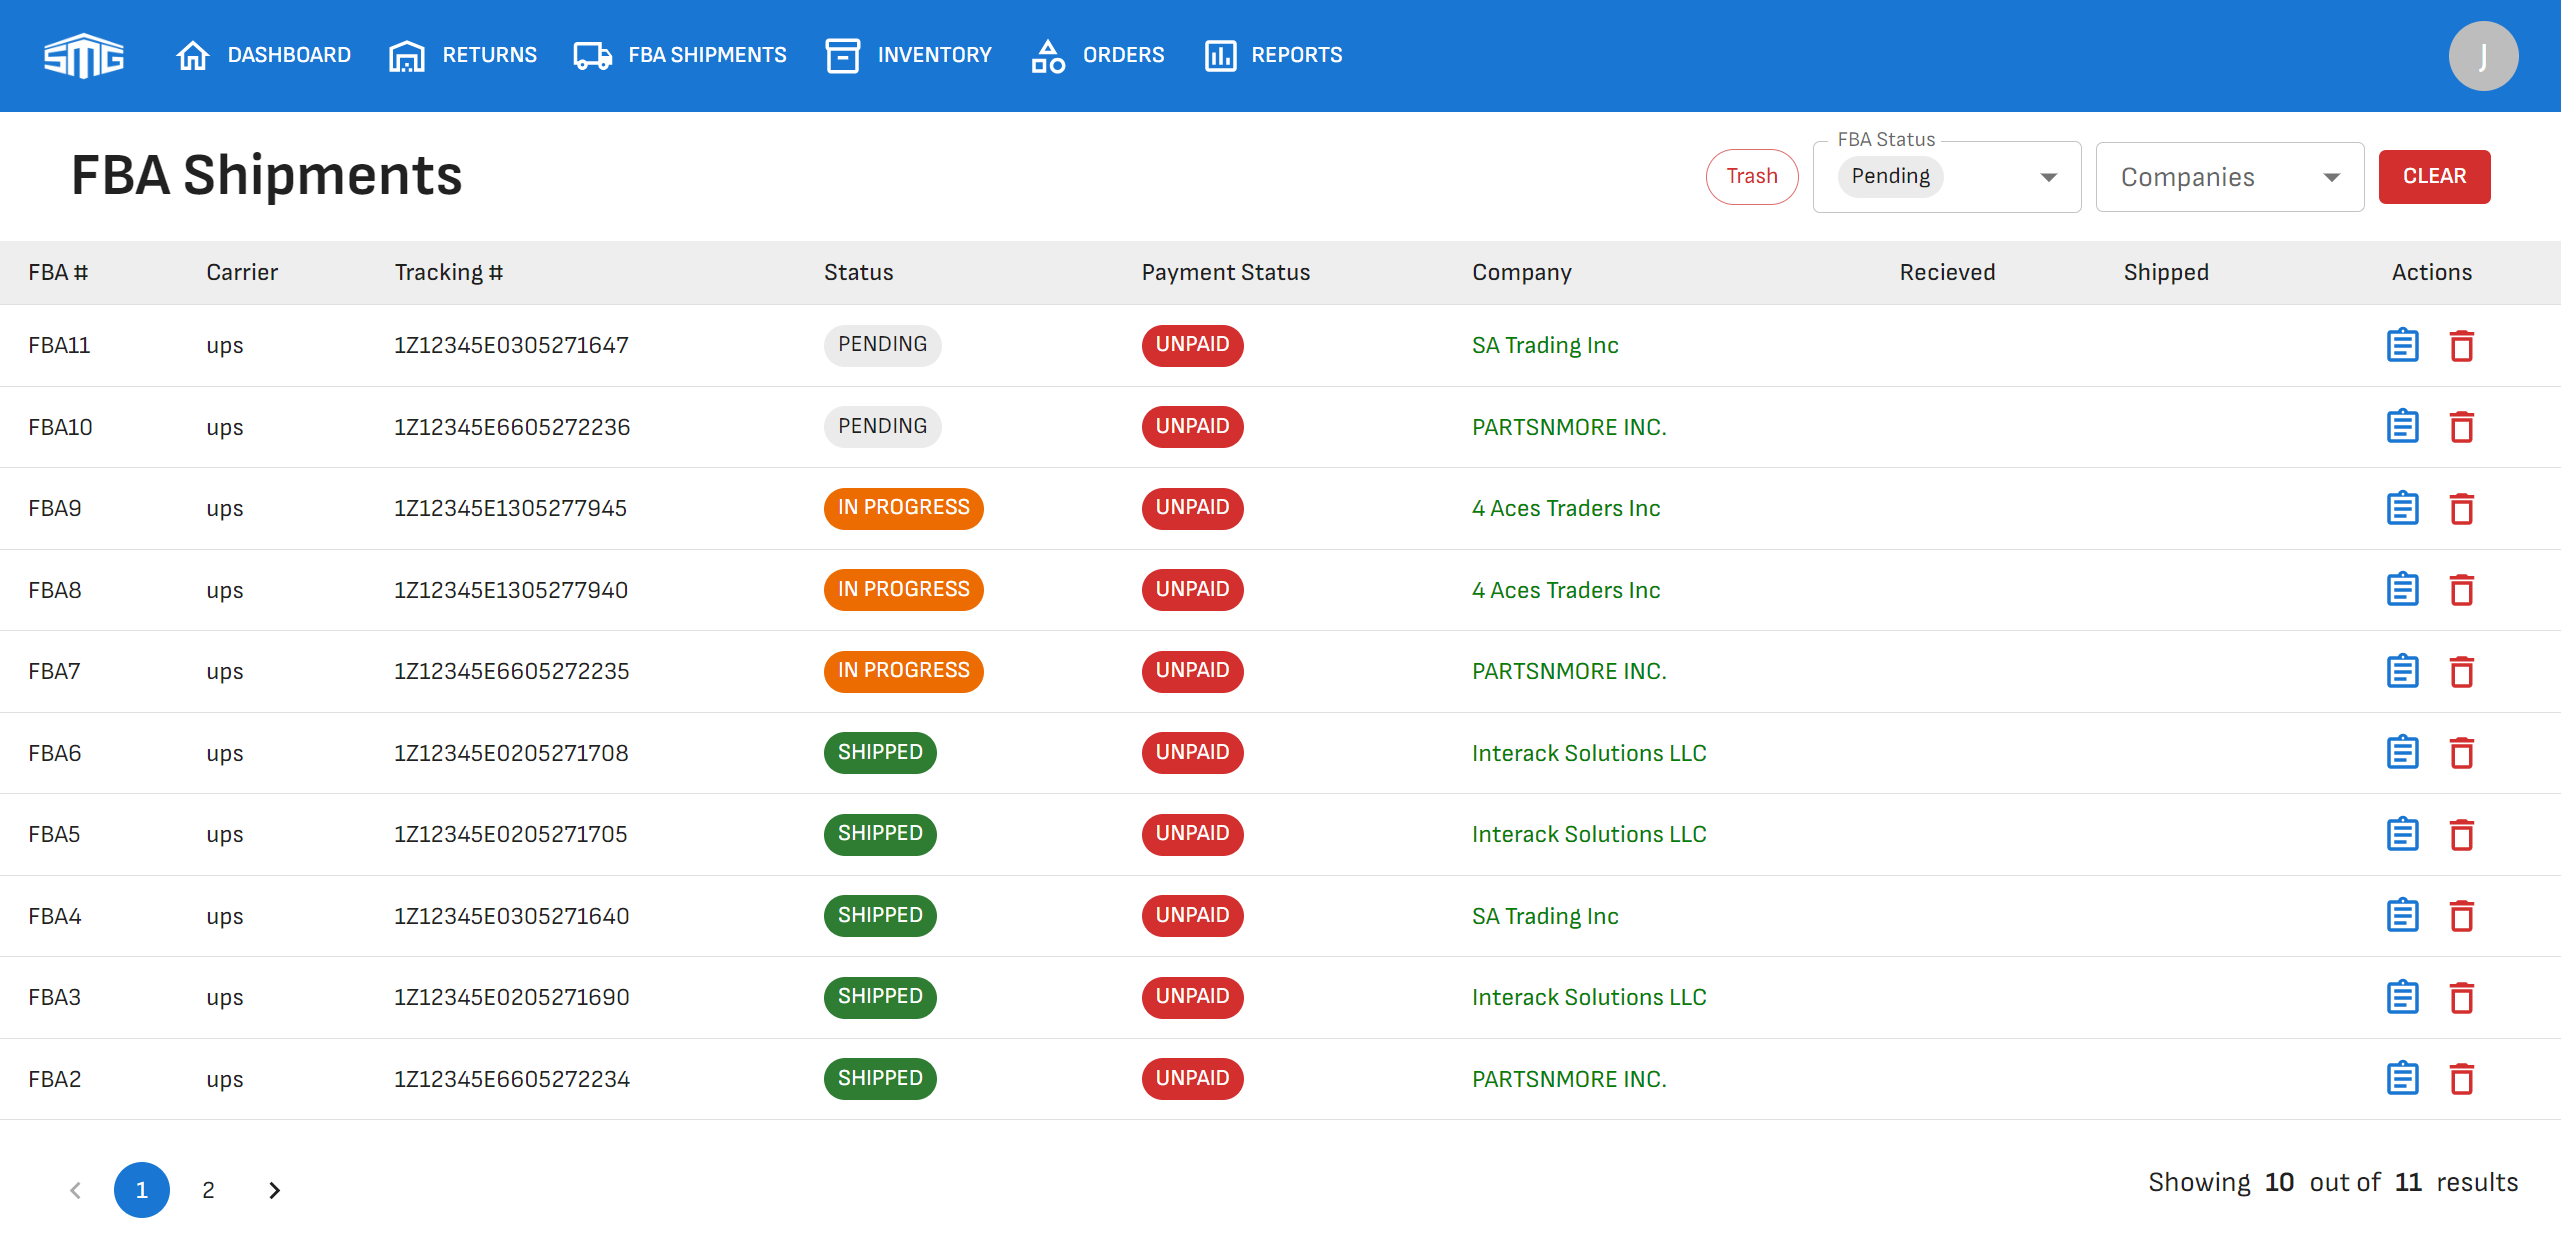 SMG DASHBOARD RETURNS FBA SHIPMENTS INVENTORY ORDERS REPORTS J
FBA Shipments Trash FBA Status Pending Companies CLEAR
FBA # Carrier Tracking # Status Payment Status Company Recieved Shipped Actions
FBA11 ups 1Z12345E0305271647 PENDING UNPAID SA Trading Inc
FBA10 ups 1Z12345E6605272236 PENDING UNPAID PARTSNMORE INC.
FBA9 ups 1Z12345E1305277945 IN PROGRESS UNPAID 4 Aces Traders Inc
FBA8 ups 1Z12345E1305277940 IN PROGRESS UNPAID 4 Aces Traders Inc
FBA7 ups 1Z12345E6605272235 IN PROGRESS UNPAID PARTSNMORE INC.
FBA6 ups 1Z12345E0205271708 SHIPPED UNPAID Interack Solutions LLC
FBA5 ups 1Z12345E0205271705 SHIPPED UNPAID Interack Solutions LLC
FBA4 ups 1Z12345E0305271640 SHIPPED UNPAID SA Trading Inc
FBA3 ups 1Z12345E0205271690 SHIPPED UNPAID Interack Solutions LLC
FBA2 ups 1Z12345E6605272234 SHIPPED UNPAID PARTSNMORE INC.
1 2 Showing 10 out of 11 results